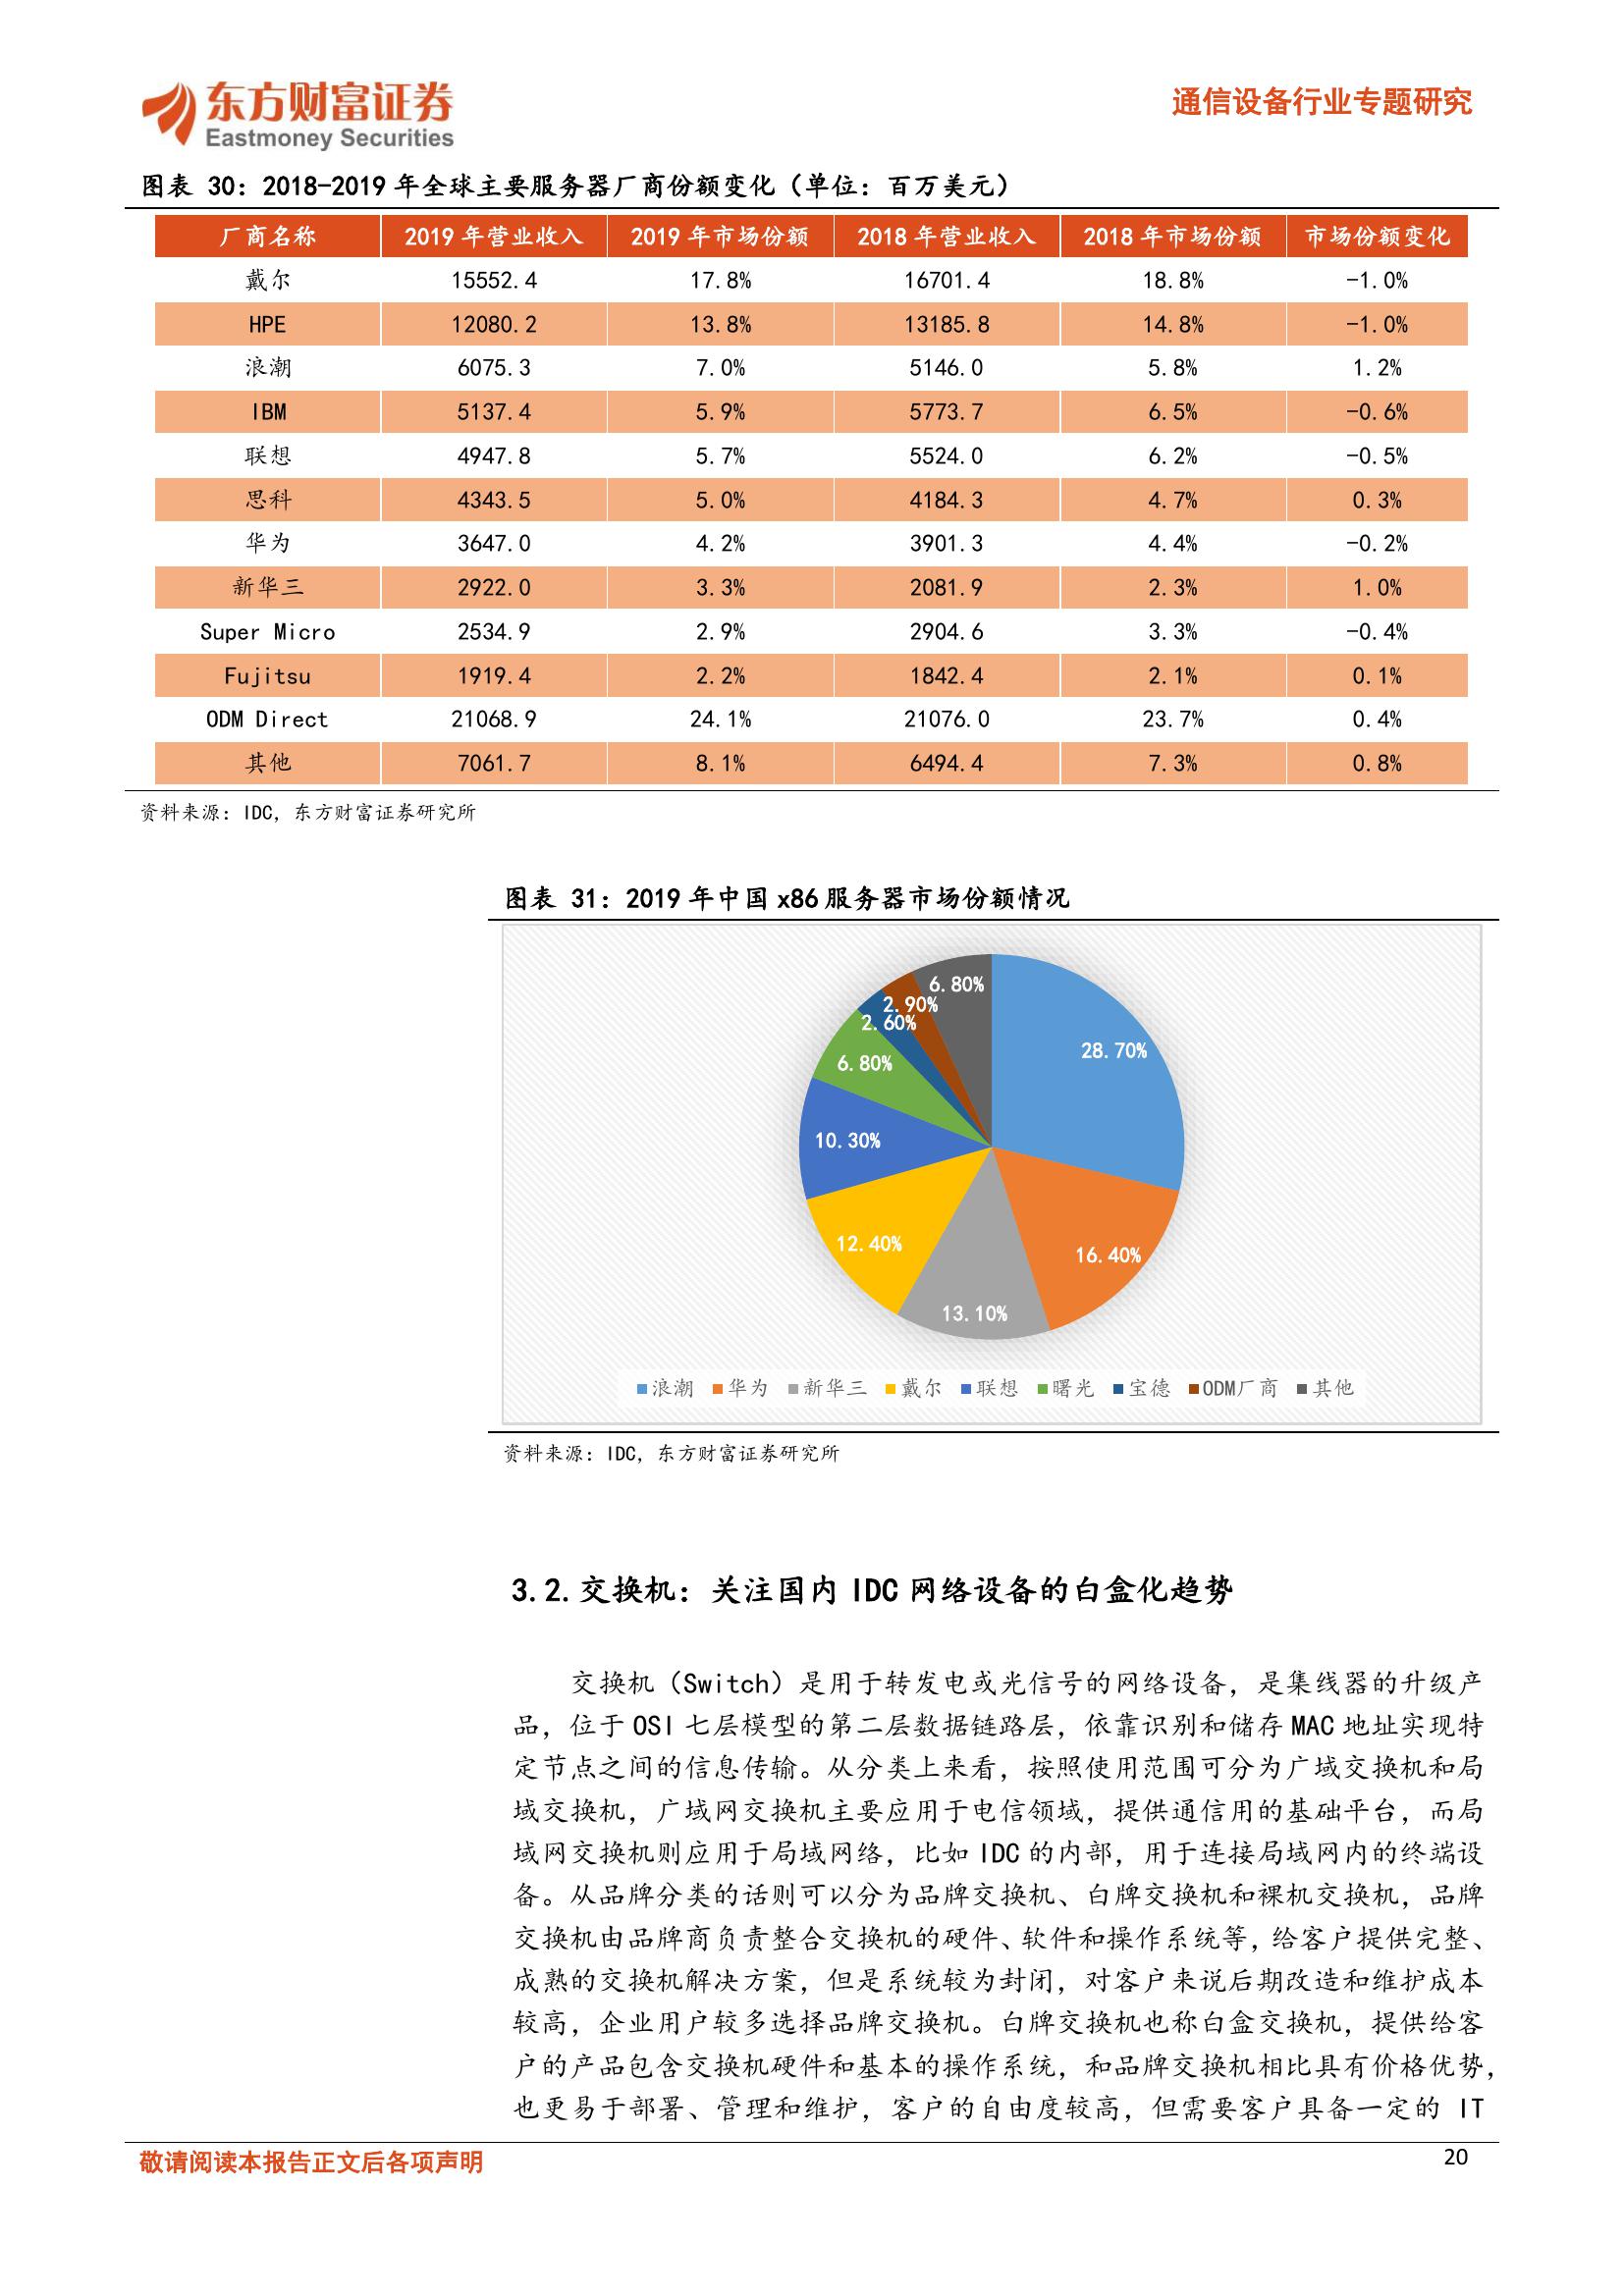 东方财富证券
Eastmoney Securities
通信设备行业专题研究
图表 30：2018-2019 年全球主要服务器厂商份额变化（单位：百万美元）
厂商名称 2019 年营业收入 2019 年市场份额 2018 年营业收入 2018 年市场份额 市场份额变化
戴尔 15552.4 17.8% 16701.4 18.8% -1.0%
HPE 12080.2 13.8% 13185.8 14.8% -1.0%
浪潮 6075.3 7.0% 5146.0 5.8% 1.2%
IBM 5137.4 5.9% 5773.7 6.5% -0.6%
联想 4947.8 5.7% 5524.0 6.2% -0.5%
思科 4343.5 5.0% 4184.3 4.7% 0.3%
华为 3647.0 4.2% 3901.3 4.4% -0.2%
新华三 2922.0 3.3% 2081.9 2.3% 1.0%
Super Micro 2534.9 2.9% 2904.6 3.3% -0.4%
Fujitsu 1919.4 2.2% 1842.4 2.1% 0.1%
ODM Direct 21068.9 24.1% 21076.0 23.7% 0.4%
其他 7061.7 8.1% 6494.4 7.3% 0.8%
资料来源：IDC，东方财富证券研究所
图表 31：2019 年中国 x86 服务器市场份额情况
6.80%
2.90%
2.60%
28.70%
6.80%
10.30%
12.40%
16.40%
13.10%
浪潮 华为 新华三 戴尔 联想 曙光 宝德 ODM厂商 其他
资料来源：IDC，东方财富证券研究所
3.2.交换机：关注国内 IDC 网络设备的白盒化趋势
交换机（Switch）是用于转发电或光信号的网络设备，是集线器的升级产
品，位于 OSI 七层模型的第二层数据链路层，依靠识别和储存 MAC 地址实现特
定节点之间的信息传输。从分类上来看，按照使用范围可分为广域交换机和局
域交换机，广域网交换机主要应用于电信领域，提供通信用的基础平台，而局
域网交换机则应用于局域网络，比如 IDC 的内部，用于连接局域网内的终端设
备。从品牌分类的话则可以分为品牌交换机、白牌交换机和裸机交换机，品牌
交换机由品牌商负责整合交换机的硬件、软件和操作系统等，给客户提供完整、
成熟的交换机解决方案，但是系统较为封闭，对客户来说后期改造和维护成本
较高，企业用户较多选择品牌交换机。白牌交换机也称白盒交换机，提供给客
户的产品包含交换机硬件和基本的操作系统，和品牌交换机相比具有价格优势，
也更易于部署、管理和维护，客户的自由度较高，但需要客户具备一定的 IT
敬请阅读本报告正文后各项声明
20